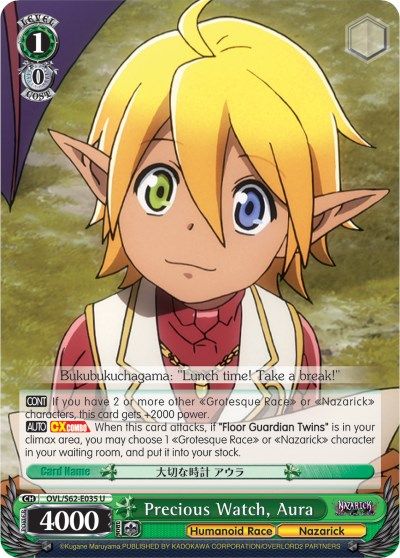 LEVEL
1
0
COST
Bukubukuchagama: "Lunch time! Take a break!"
CONT If you have 2 or more other «Grotesque Race» or «Nazarick»
characters, this card gets +2000 power.
AUTO CX COMBO When this card attacks, if "Floor Guardian Twins" is in your
climax area, you may choose 1 «Grotesque Race» or «Nazarick» character
in your waiting room, and put it into your stock.
Card Name 大切な時計 アウラ
CH OVL/S62-E035 U
POWER 4000
Precious Watch, Aura
NAZARICK
Humanoid Race Nazarick
©Kugane Maruyama,PUBLISHED BY KADOKAWA CORPORATION/OVERLORD2 PARTNERS